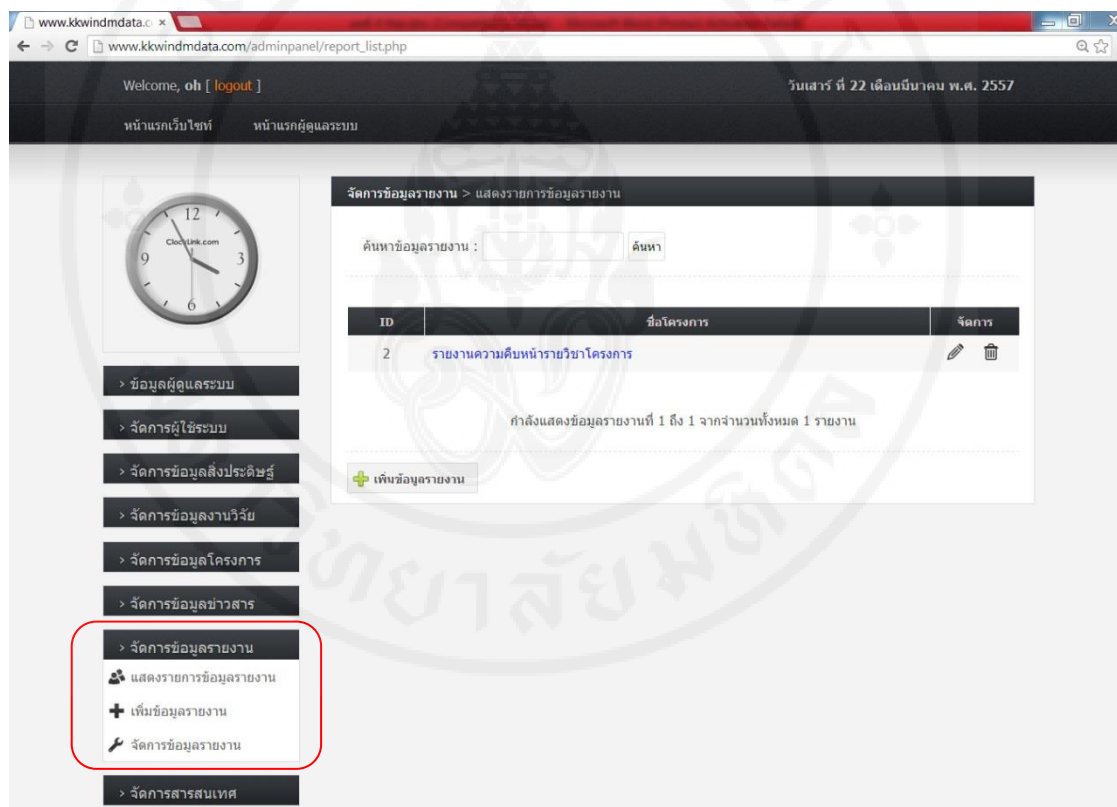 www.kkwindmdata.c
www.kkwindmdata.com/adminpanel/report_list.php
Welcome, oh [ logout ]
วันเสาร์ ที่ 22 เดือนมีนาคม พ.ศ. 2557
หน้าแรกเว็บไซท์ หน้าแรกผู้ดูแลระบบ
จัดการข้อมูลรายงาน > แสดงรายการข้อมูลรายงาน
12
ClockLink.com
9
3
6
ค้นหาข้อมูลรายงาน : ค้นหา
ID ชื่อโครงการ จัดการ
2 รายงานความคืบหน้ารายวิชาโครงการ
กำลังแสดงข้อมูลรายงานที่ 1 ถึง 1 จากจำนวนทั้งหมด 1 รายงาน
เพิ่มข้อมูลรายงาน
> ข้อมูลผู้ดูแลระบบ
> จัดการผู้ใช้ระบบ
> จัดการข้อมูลสิ่งประดิษฐ์
> จัดการข้อมูลงานวิจัย
> จัดการข้อมูลโครงการ
> จัดการข้อมูลข่าวสาร
> จัดการข้อมูลรายงาน
แสดงรายการข้อมูลรายงาน
เพิ่มข้อมูลรายงาน
จัดการข้อมูลรายงาน
> จัดการสารสนเทศ